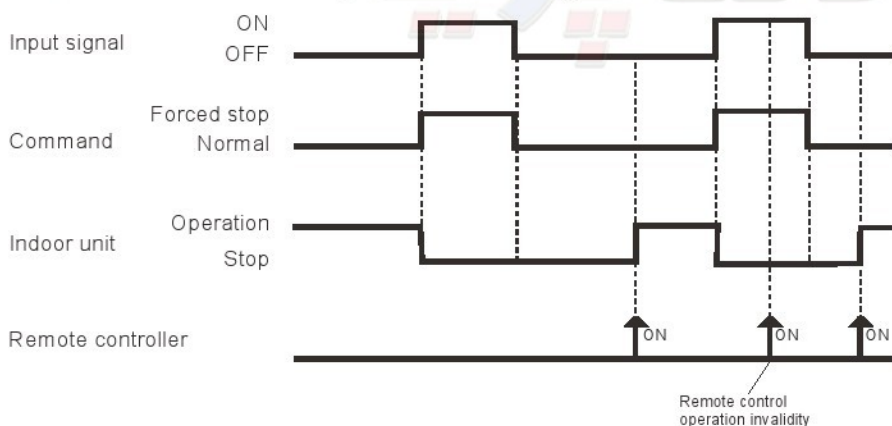 Input signal
ON
OFF
Command
Forced stop
Normal
Indoor unit
Operation
Stop
Remote controller
ON
ON
ON
Remote control
operation invalidity